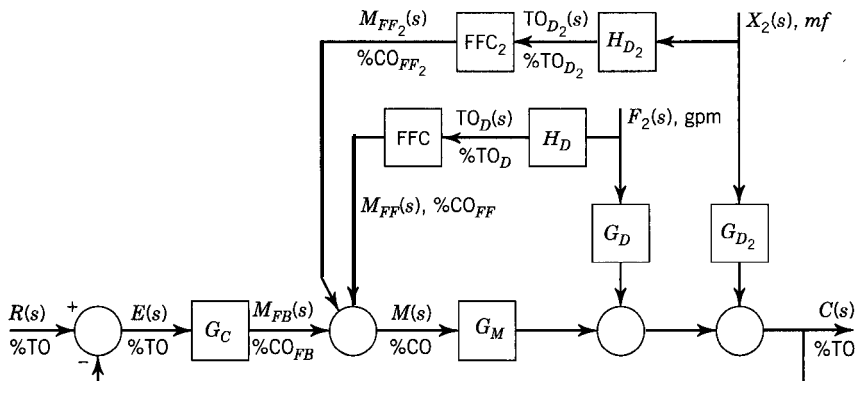 M_FF2(s)
TO_D2(s)
X2(s), mf
FFC2
H_D2
%CO_FF2
%TO_D2
TO_D(s)
F2(s), gpm
FFC
H_D
%TO_D
M_FF(s), %CO_FF
G_D
G_D2
R(s)
+
E(s)
M_FB(s)
M(s)
C(s)
G_C
G_M
%TO
%TO
%CO_FB
%CO
%TO
-